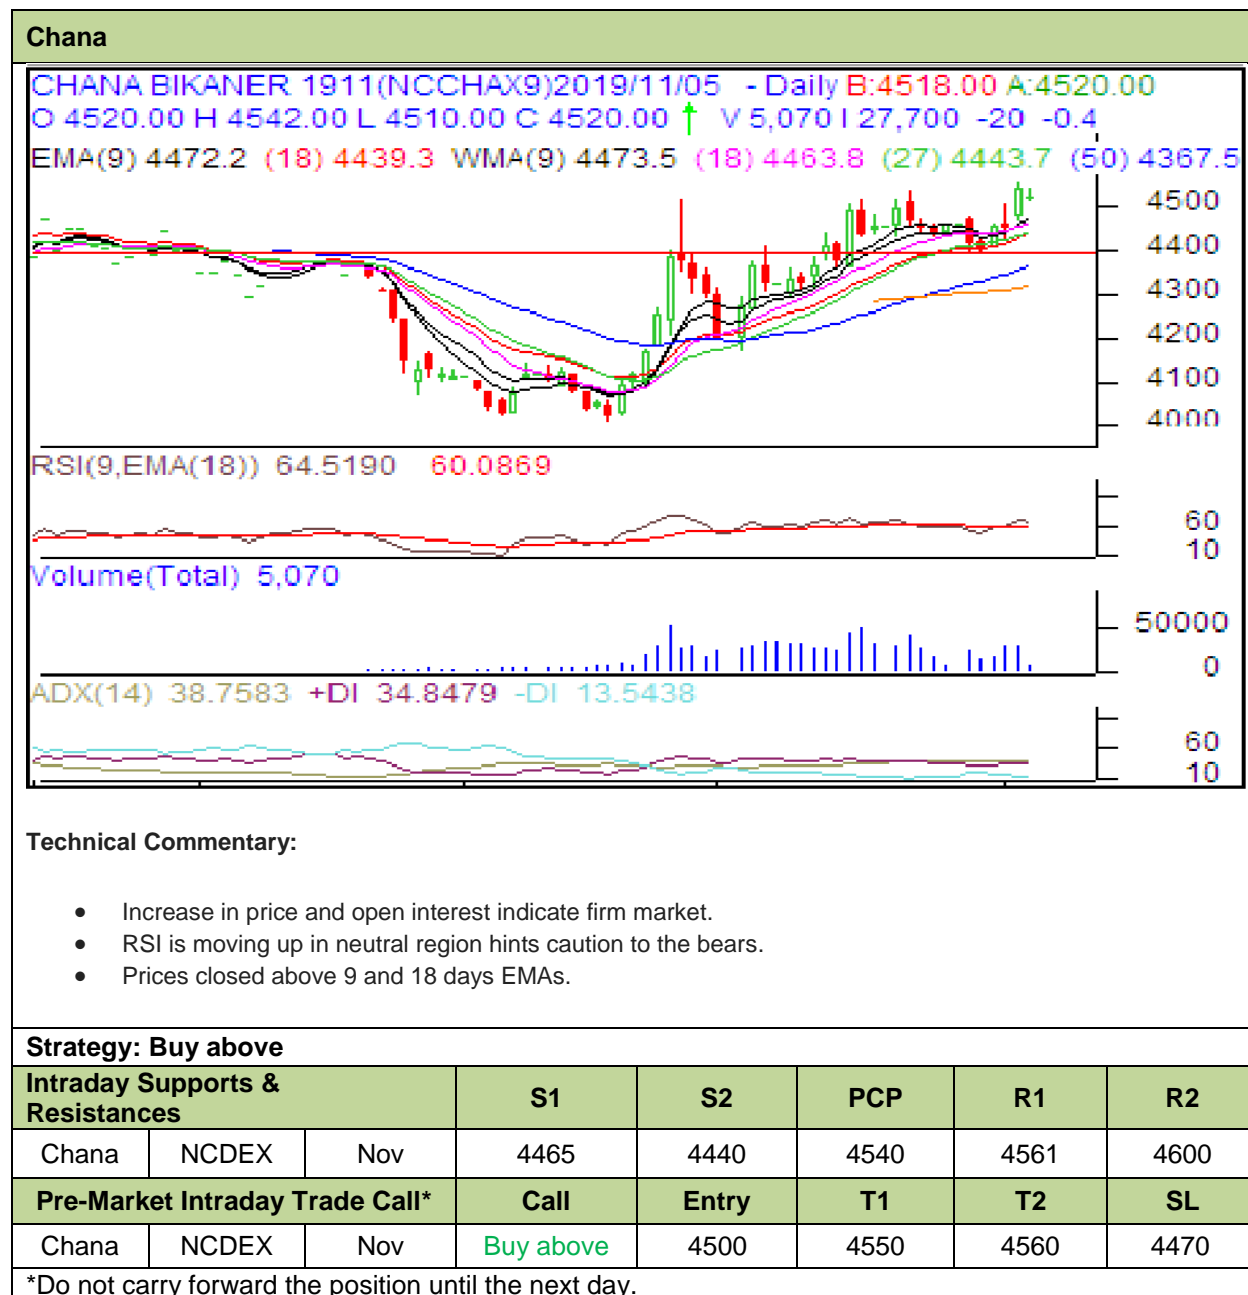 Chana
CHANA BIKANER 1911(NCCHAX9)2019/11/05 - Daily B:4518.00 A:4520.00
O 4520.00 H 4542.00 L 4510.00 C 4520.00 V 5,070 I 27,700 -20 -0.4
EMA(9) 4472.2 (18) 4439.3 WMA(9) 4473.5 (18) 4463.8 (27) 4443.7 (50) 4367.5
4500
4400
4300
4200
4100
4000
RSI(9,EMA(18)) 64.5190 60.0869
60
10
Volume(Total) 5,070
50000
0
ADX(14) 38.7583 +DI 34.8479 -DI 13.5438
60
10
Technical Commentary:
• Increase in price and open interest indicate firm market.
• RSI is moving up in neutral region hints caution to the bears.
• Prices closed above 9 and 18 days EMAs.
Strategy: Buy above
Intraday Supports & Resistances S1 S2 PCP R1 R2
Chana NCDEX Nov 4465 4440 4540 4561 4600
Pre-Market Intraday Trade Call* Call Entry T1 T2 SL
Chana NCDEX Nov Buy above 4500 4550 4560 4470
*Do not carry forward the position until the next day.